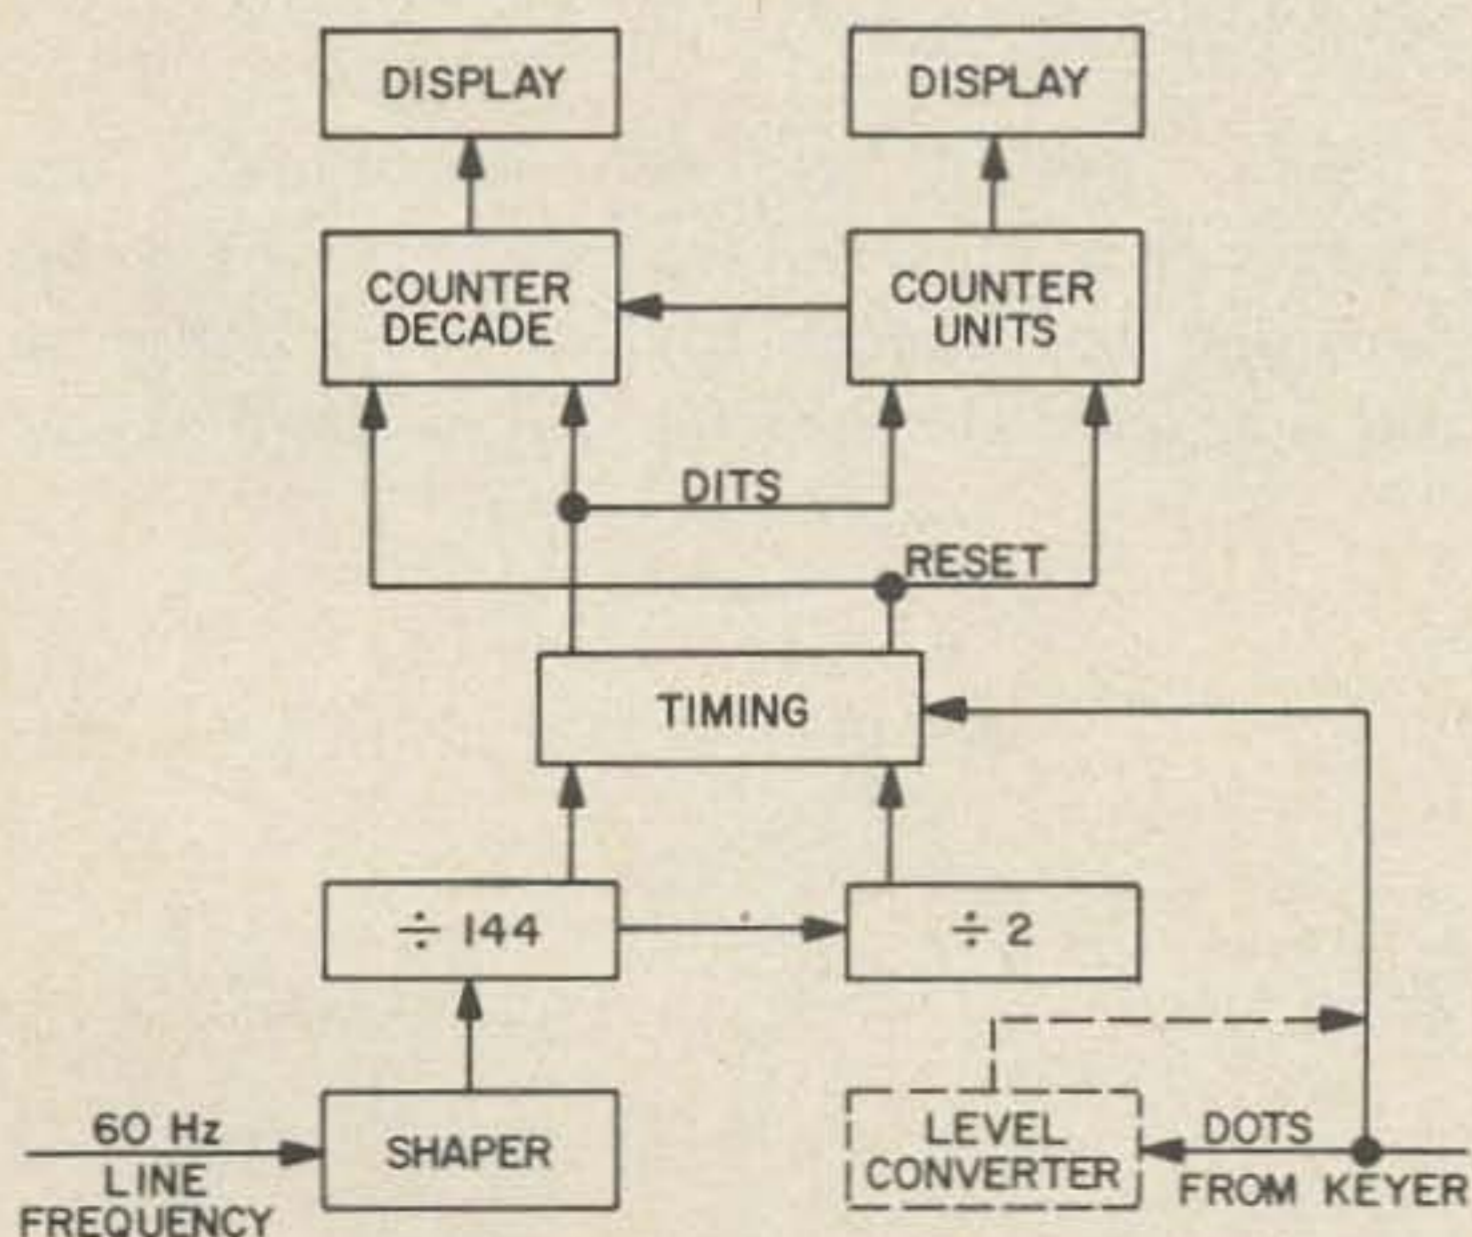 DISPLAY
DISPLAY
COUNTER
DECADE
COUNTER
UNITS
DITS
RESET
TIMING
÷ 144
÷ 2
60 Hz
LINE
FREQUENCY
SHAPER
LEVEL
CONVERTER
DOTS
FROM KEYER